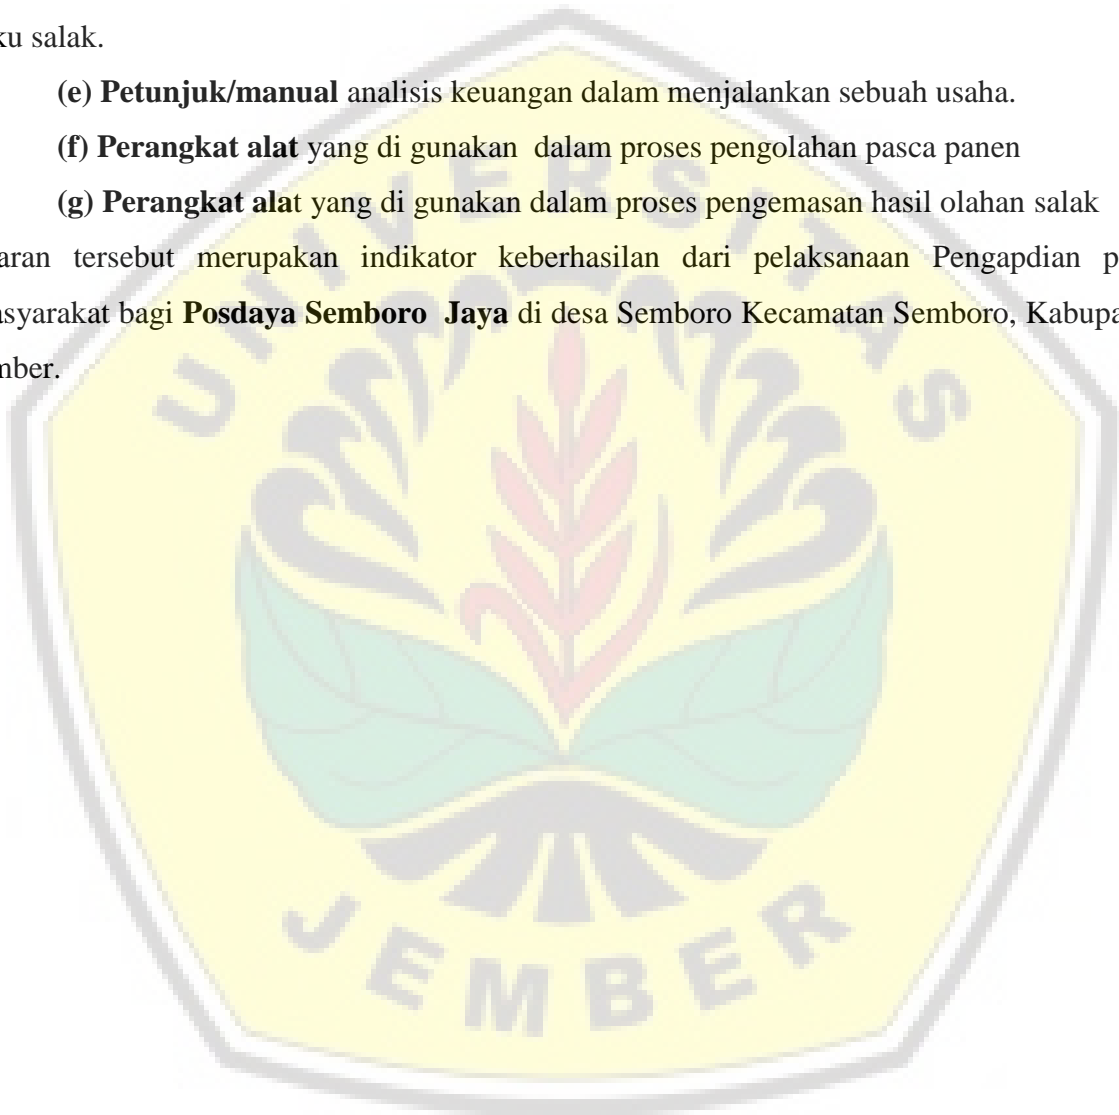 ku salak.
(e) Petunjuk/manual analisis keuangan dalam menjalankan sebuah usaha.
(f) Perangkat alat yang di gunakan dalam proses pengolahan pasca panen
(g) Perangkat alat yang di gunakan dalam proses pengemasan hasil olahan salak
aran tersebut merupakan indikator keberhasilan dari pelaksanaan Pengapdian p
asyarakat bagi Posdaya Semboro Jaya di desa Semboro Kecamatan Semboro, Kabupa
mber.
UNIVERSITAS
JEMBER